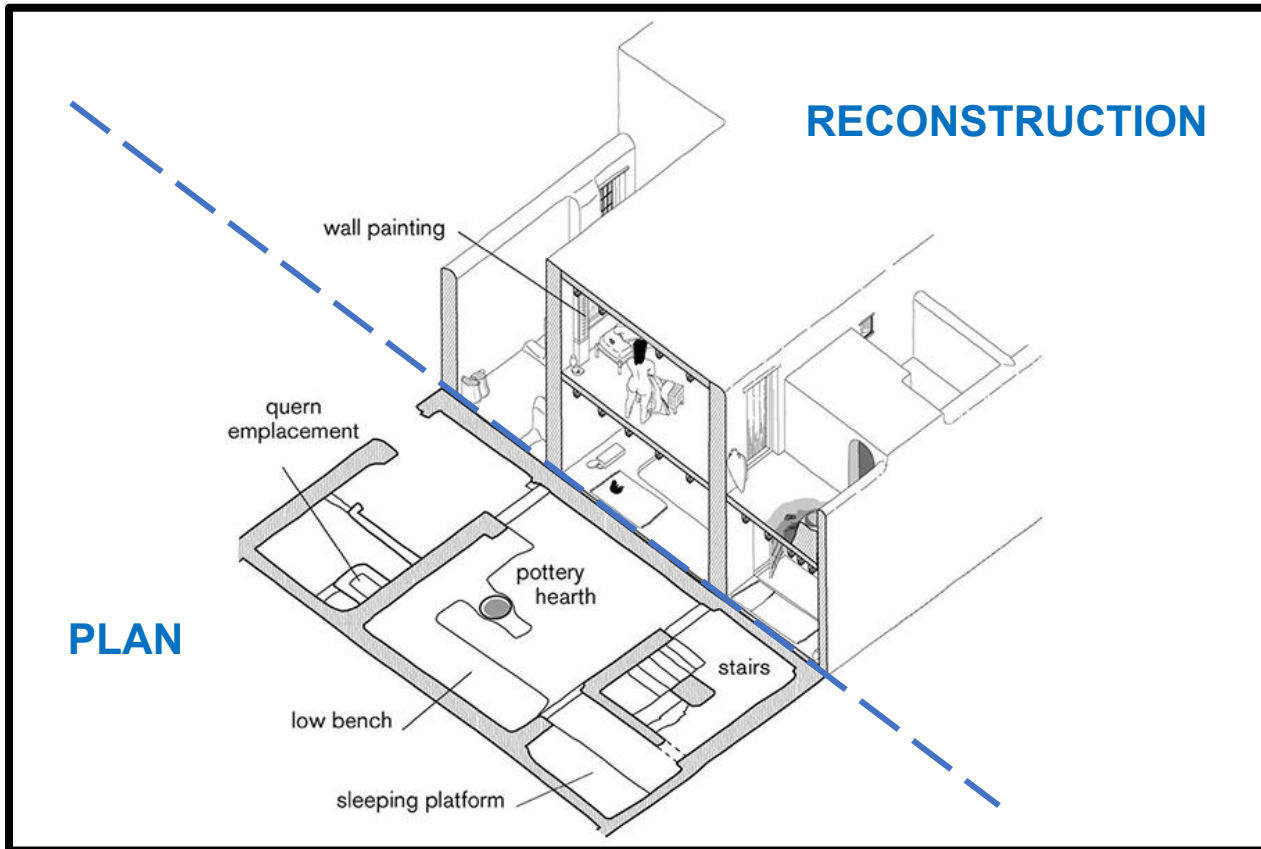 RECONSTRUCTION
wall painting
quern
emplacement
pottery
hearth
PLAN
stairs
low bench
sleeping platform